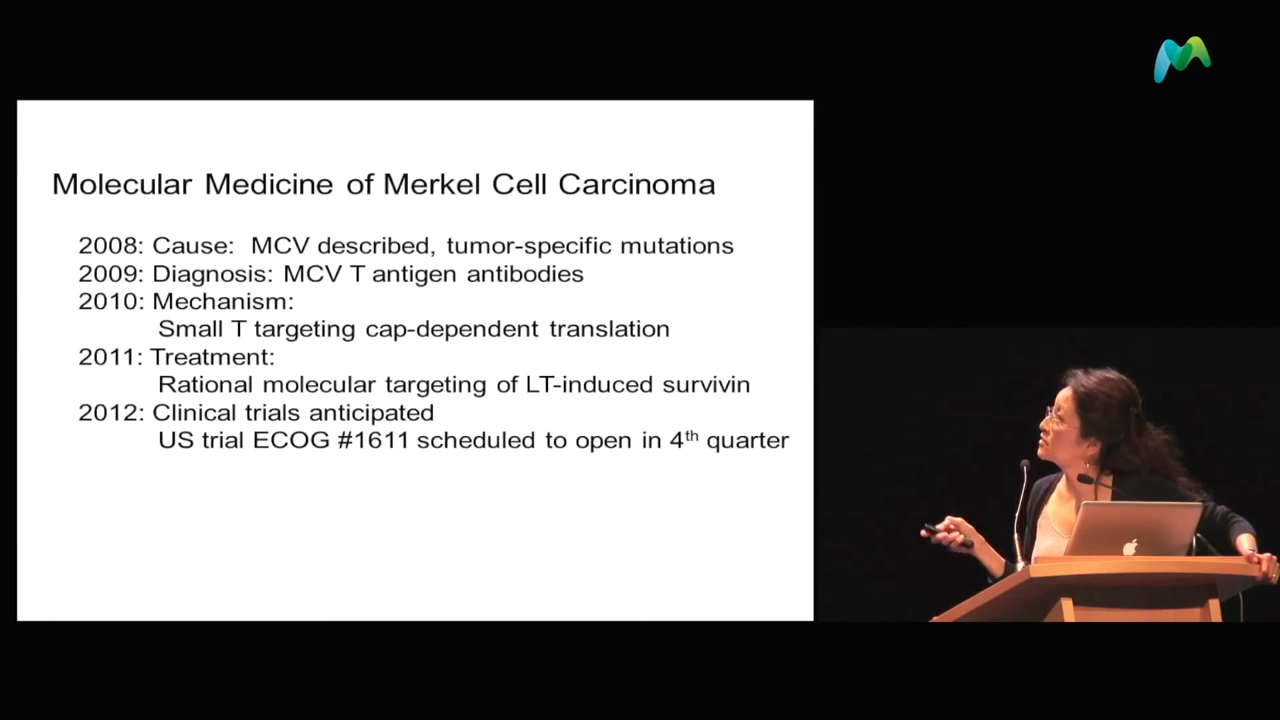 Molecular Medicine of Merkel Cell Carcinoma
2008: Cause: MCV described, tumor-specific mutations
2009: Diagnosis: MCV T antigen antibodies
2010: Mechanism:
Small T targeting cap-dependent translation
2011: Treatment:
Rational molecular targeting of LT-induced survivin
2012: Clinical trials anticipated
US trial ECOG #1611 scheduled to open in 4th quarter